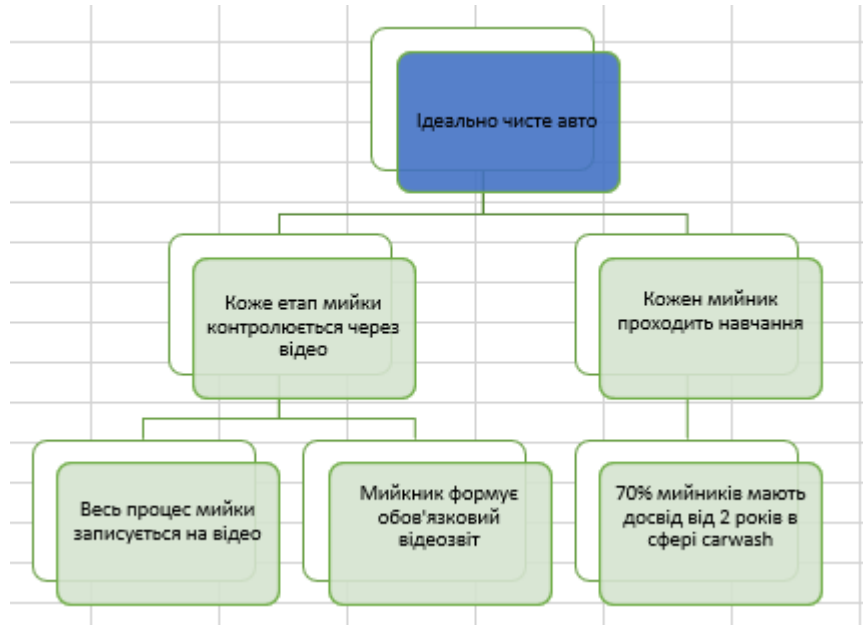 Ідеально чисте авто
Коже етап мийки
контролюється через
відео
Кожен мийник
проходить навчання
Весь процес мийки
записується на відео
Мийкник формує
обов'язковий
відеозвіт
70% мийників мають
досвід від 2 років в
сфері carwash